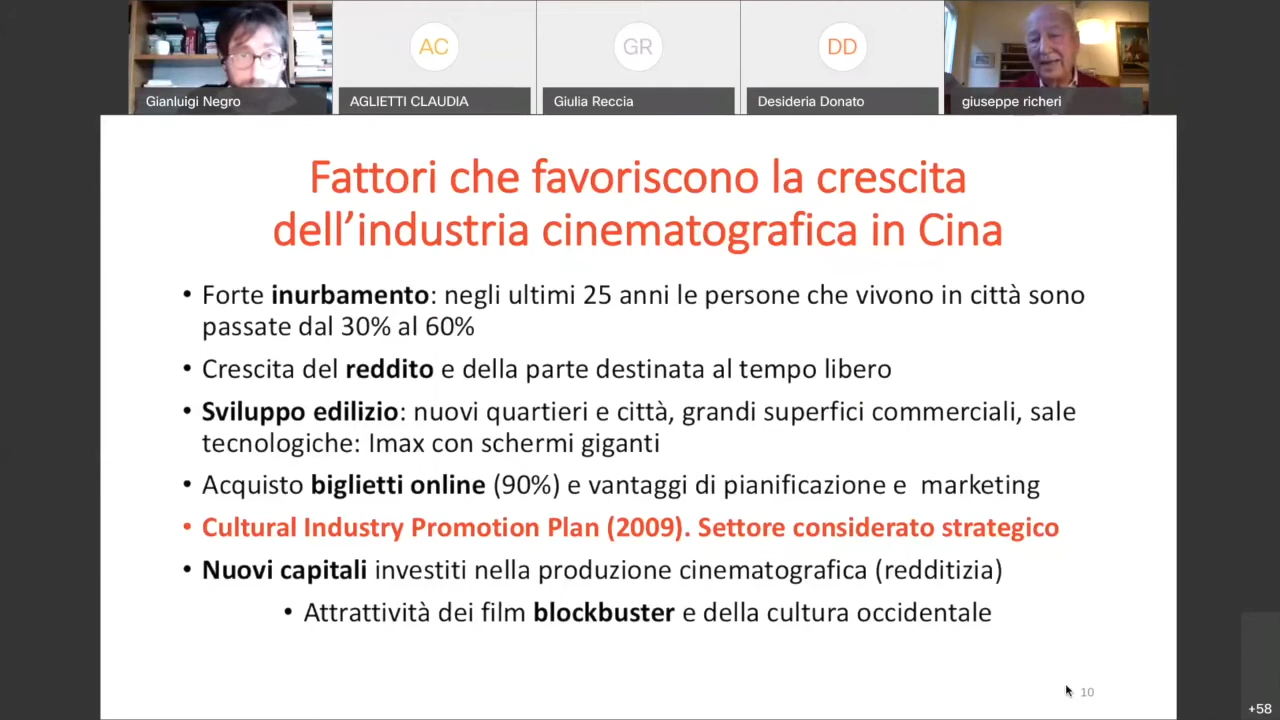 AC
GR
DD
Gianluigi Negro
AGLIETTI CLAUDIA
Giulia Reccia
Desideria Donato
giuseppe richeri
Fattori che favoriscono la crescita
dell’industria cinematografica in Cina
• Forte inurbamento: negli ultimi 25 anni le persone che vivono in città sono
passate dal 30% al 60%
• Crescita del reddito e della parte destinata al tempo libero
• Sviluppo edilizio: nuovi quartieri e città, grandi superfici commerciali, sale
tecnologiche: Imax con schermi giganti
• Acquisto biglietti online (90%) e vantaggi di pianificazione e  marketing
• Cultural Industry Promotion Plan (2009). Settore considerato strategico
• Nuovi capitali investiti nella produzione cinematografica (redditizia)
• Attrattività dei film blockbuster e della cultura occidentale
10
+58